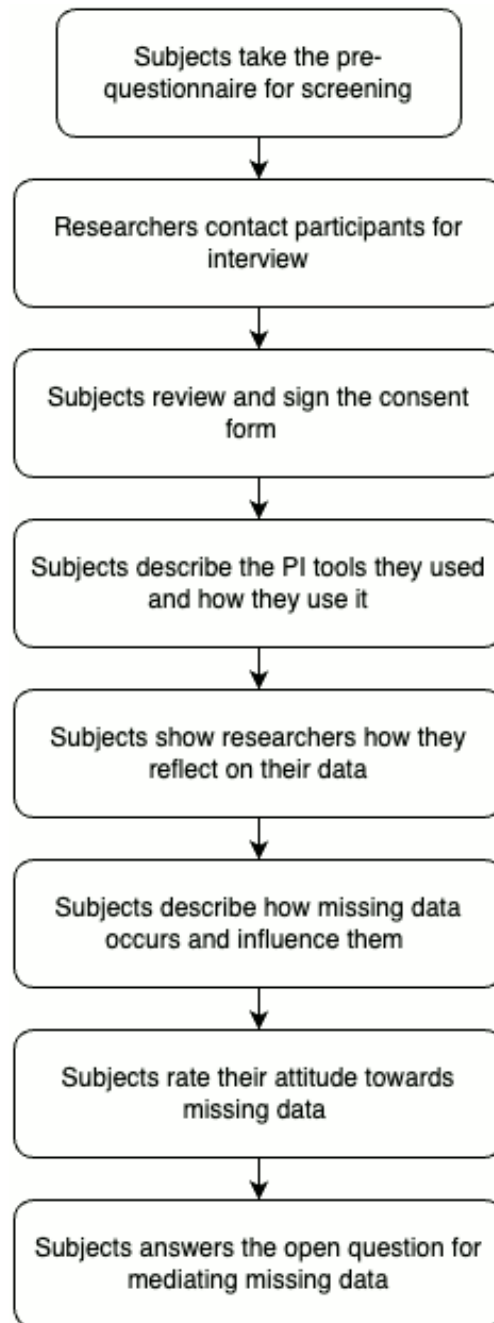 Subjects take the pre-
questionnaire for screening
Researchers contact participants for
interview
Subjects review and sign the consent
form
Subjects describe the PI tools they used
and how they use it
Subjects show researchers how they
reflect on their data
Subjects describe how missing data
occurs and influence them
Subjects rate their attitude towards
missing data
Subjects answers the open question for
mediating missing data